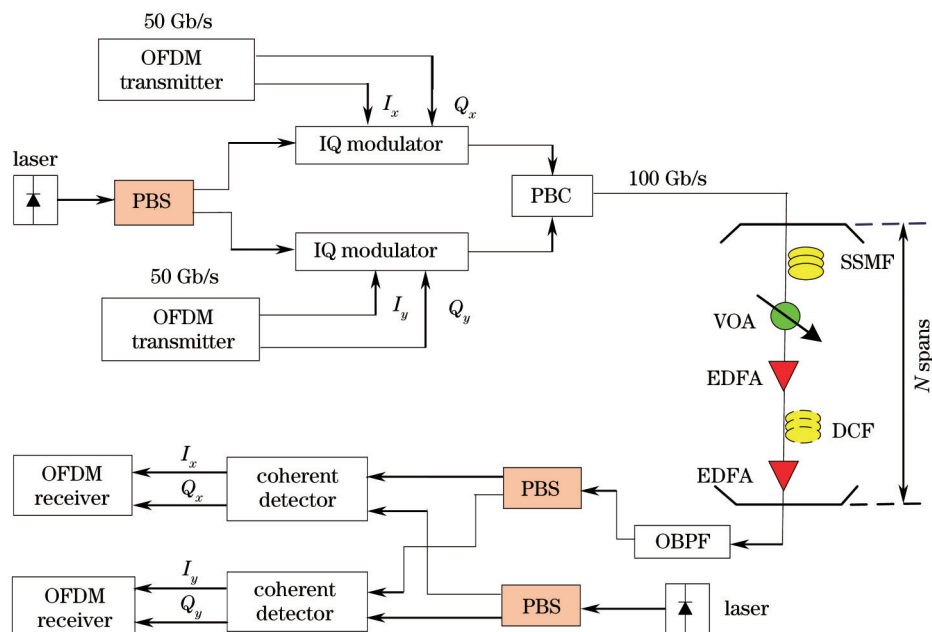 50 Gb/s
OFDM
transmitter
I_x
Q_x
IQ modulator
laser
PBS
PBC
100 Gb/s
IQ modulator
50 Gb/s
I_y
Q_y
OFDM
transmitter
SSMF
VOA
EDFA
DCF
EDFA
N spans
OFDM
receiver
I_x
Q_x
coherent
detector
PBS
OBPF
OFDM
receiver
I_y
Q_y
coherent
detector
PBS
laser